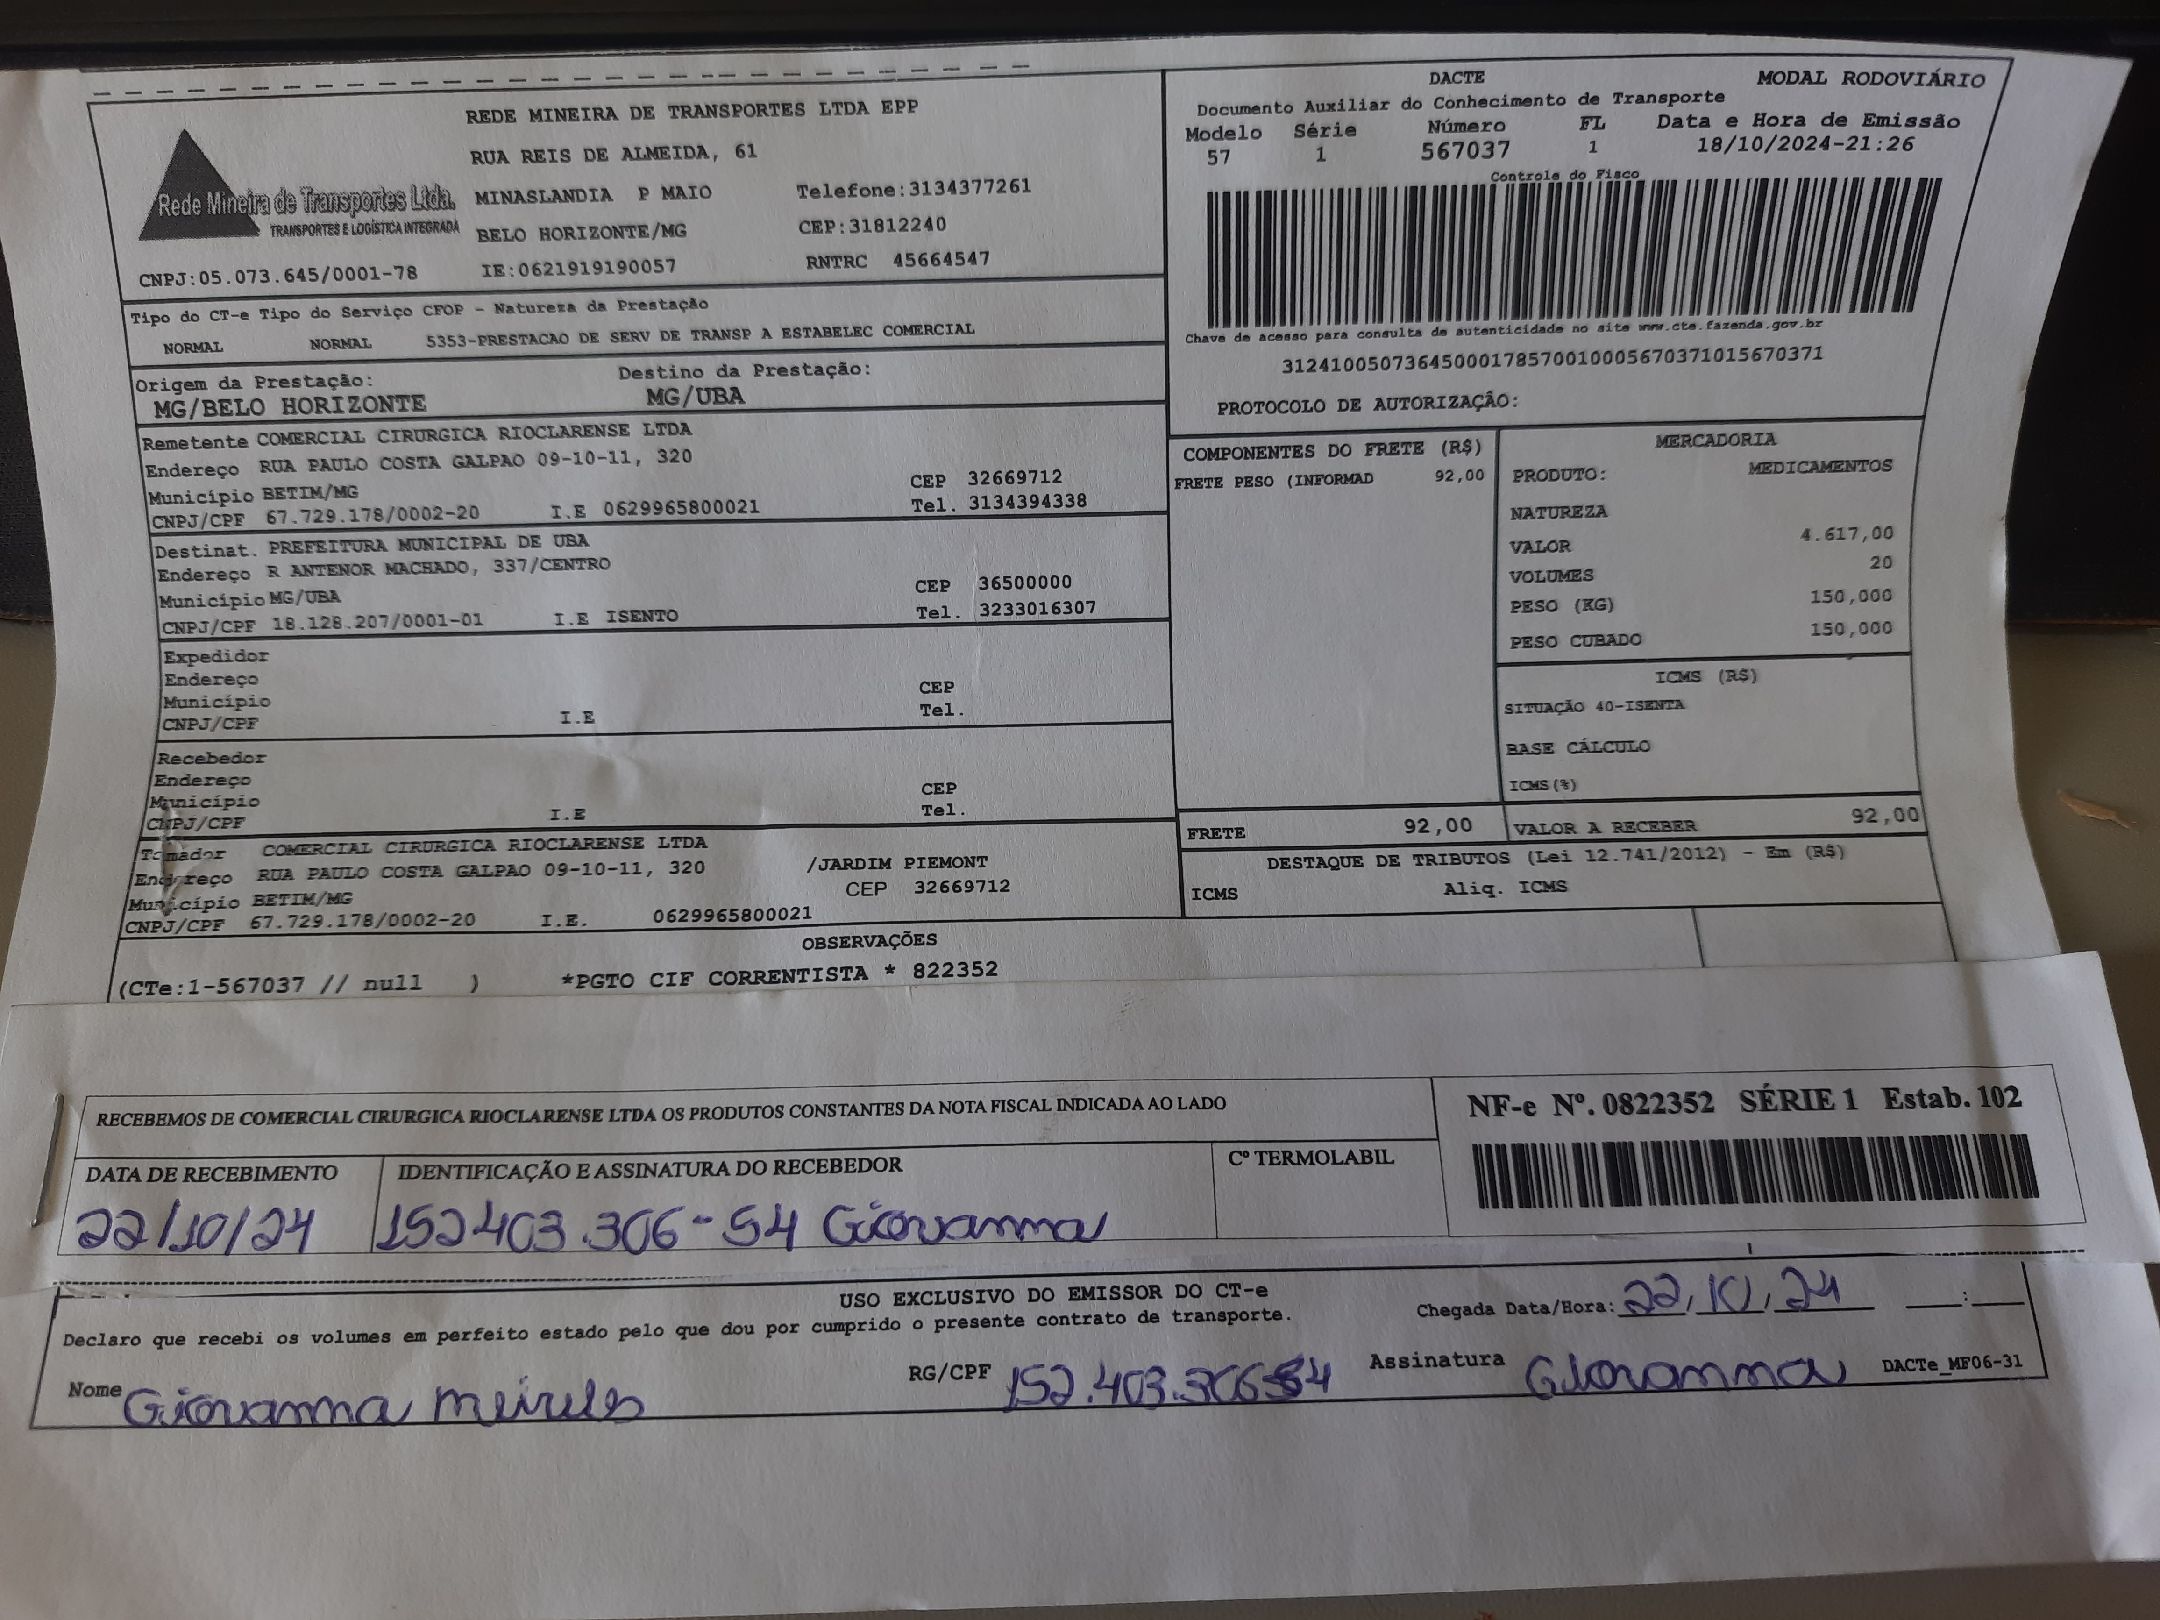 REDE MINEIRA DE TRANSPORTES LTDA EPP
RUA REIS DE ALMEIDA, 61
MINASLANDIA P MAIO Telefone:3134377261
BELO HORIZONTE/MG CEP:31812240
Rede Mineira de Transportes Ltda.
TRANSPORTES E LOGÍSTICA INTEGRADA
CNPJ:05.073.645/0001-78 IE:0621919190057 RNTRC 45664547
DACTE MODAL RODOVIÁRIO
Documento Auxiliar do Conhecimento de Transporte
Modelo Série Número FL Data e Hora de Emissão
57 1 567037 1 18/10/2024-21:26
Controle do Fisco
Chave de acesso para consulta de autenticidade no site www.cte.fazenda.gov.br
31241005073645000178570010005670371015670371
PROTOCOLO DE AUTORIZAÇÃO:
Tipo do CT-e Tipo do Serviço CFOP - Natureza da Prestação
NORMAL NORMAL 5353-PRESTACAO DE SERV DE TRANSP A ESTABELEC COMERCIAL
Origem da Prestação: Destino da Prestação:
MG/BELO HORIZONTE MG/UBA
Remetente COMERCIAL CIRURGICA RIOCLARENSE LTDA
Endereço RUA PAULO COSTA GALPAO 09-10-11, 320
Município BETIM/MG CEP 32669712
CNPJ/CPF 67.729.178/0002-20 I.E 0629965800021 Tel. 3134394338
Destinat. PREFEITURA MUNICIPAL DE UBA
Endereço R ANTENOR MACHADO, 337/CENTRO
Município MG/UBA CEP 36500000
CNPJ/CPF 18.128.207/0001-01 I.E ISENTO Tel. 3233016307
Expedidor
Endereço
Município CEP
CNPJ/CPF I.E Tel.
Recebedor
Endereço
Município CEP
CNPJ/CPF I.E Tel.
Tomador COMERCIAL CIRURGICA RIOCLARENSE LTDA
Endereço RUA PAULO COSTA GALPAO 09-10-11, 320 /JARDIM PIEMONT
Município BETIM/MG CEP 32669712
CNPJ/CPF 67.729.178/0002-20 I.E. 0629965800021
COMPONENTES DO FRETE (R$)
FRETE PESO (INFORMAD 92,00
MERCADORIA
PRODUTO: MEDICAMENTOS
NATUREZA
VALOR 4.617,00
VOLUMES 20
PESO (KG) 150,000
PESO CUBADO 150,000
ICMS (R$)
SITUAÇÃO 40-ISENTA
BASE CÁLCULO
ICMS(%)
FRETE 92,00 VALOR A RECEBER 92,00
DESTAQUE DE TRIBUTOS (Lei 12.741/2012) - Em (R$)
ICMS Aliq. ICMS
OBSERVAÇÕES
(CTe:1-567037 // null ) *PGTO CIF CORRENTISTA * 822352
RECEBEMOS DE COMERCIAL CIRURGICA RIOCLARENSE LTDA OS PRODUTOS CONSTANTES DA NOTA FISCAL INDICADA AO LADO
NF-e Nº. 0822352 SÉRIE 1 Estab. 102
DATA DE RECEBIMENTO IDENTIFICAÇÃO E ASSINATURA DO RECEBEDOR Cº TERMOLABIL
22/10/24 152403.306-54 Giovanna
USO EXCLUSIVO DO EMISSOR DO CT-e
Declaro que recebi os volumes em perfeito estado pelo que dou por cumprido o presente contrato de transporte.
Chegada Data/Hora: 22, 10, 24 :
Nome Giovanna Meireles RG/CPF 152.403.30654 Assinatura Giovanna DACTe_MF06-31